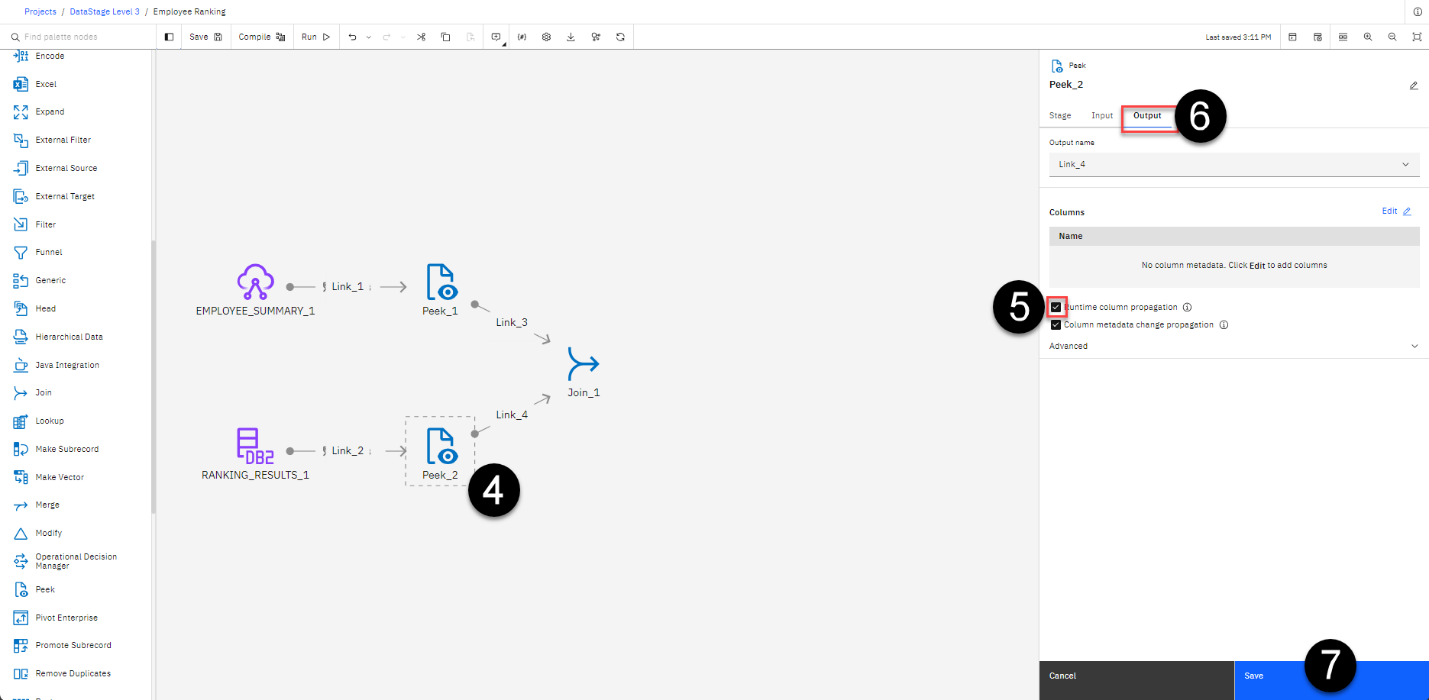 Projects / DataStage Level 3 / Employee Ranking
Find palette nodes
Save
Compile
Run
Last saved 3:11 PM
Encode
Excel
Expand
External Filter
External Source
External Target
Filter
Funnel
Generic
Head
Hierarchical Data
Java Integration
Join
Lookup
Make Subrecord
Make Vector
Merge
Modify
Operational Decision
Manager
Peek
Pivot Enterprise
Promote Subrecord
Remove Duplicates
EMPLOYEE_SUMMARY_1
Link_1
Peek_1
Link_3
Join_1
Link_4
DB2
RANKING_RESULTS_1
Link_2
Peek_2
4
Peek
Peek_2
Stage
Input
Output
6
Output name
Link_4
Columns
Edit
Name
No column metadata. Click Edit to add columns
5
Runtime column propagation
Column metadata change propagation
Advanced
Cancel
Save
7